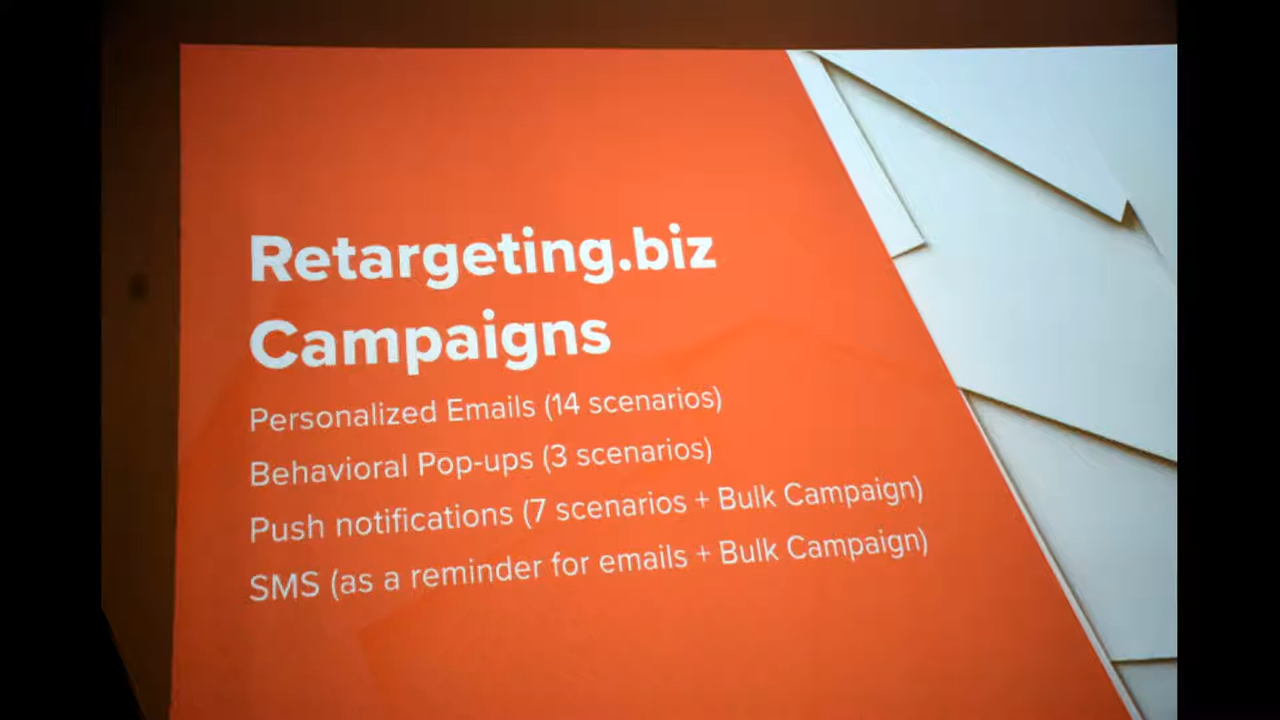 Retargeting.biz
Campaigns
Personalized Emails (14 scenarios)
Behavioral Pop-ups (3 scenarios)
Push notifications (7 scenarios + Bulk Campaign)
SMS (as a reminder for emails + Bulk Campaign)